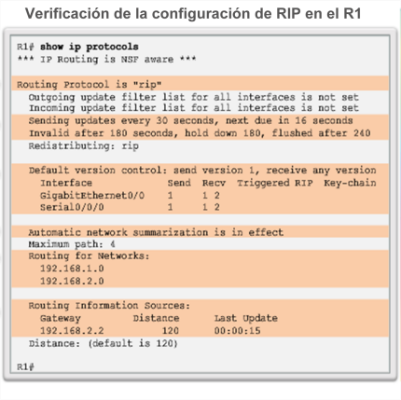 Verificación de la configuración de RIP en el R1
R1# show ip protocols
*** IP Routing is NSF aware ***
Routing Protocol is "rip"
Outgoing update filter list for all interfaces is not set
Incoming update filter list for all interfaces is not set
Sending updates every 30 seconds, next due in 16 seconds
Invalid after 180 seconds, hold down 180, flushed after 240
Redistributing: rip
Default version control: send version 1, receive any version
Interface Send Recv Triggered RIP Key-chain
GigabitEthernet0/0 1 1 2
Serial0/0/0 1 1 2
Automatic network summarization is in effect
Maximum path: 4
Routing for Networks:
192.168.1.0
192.168.2.0
Routing Information Sources:
Gateway Distance Last Update
192.168.2.2 120 00:00:15
Distance: (default is 120)
R1#